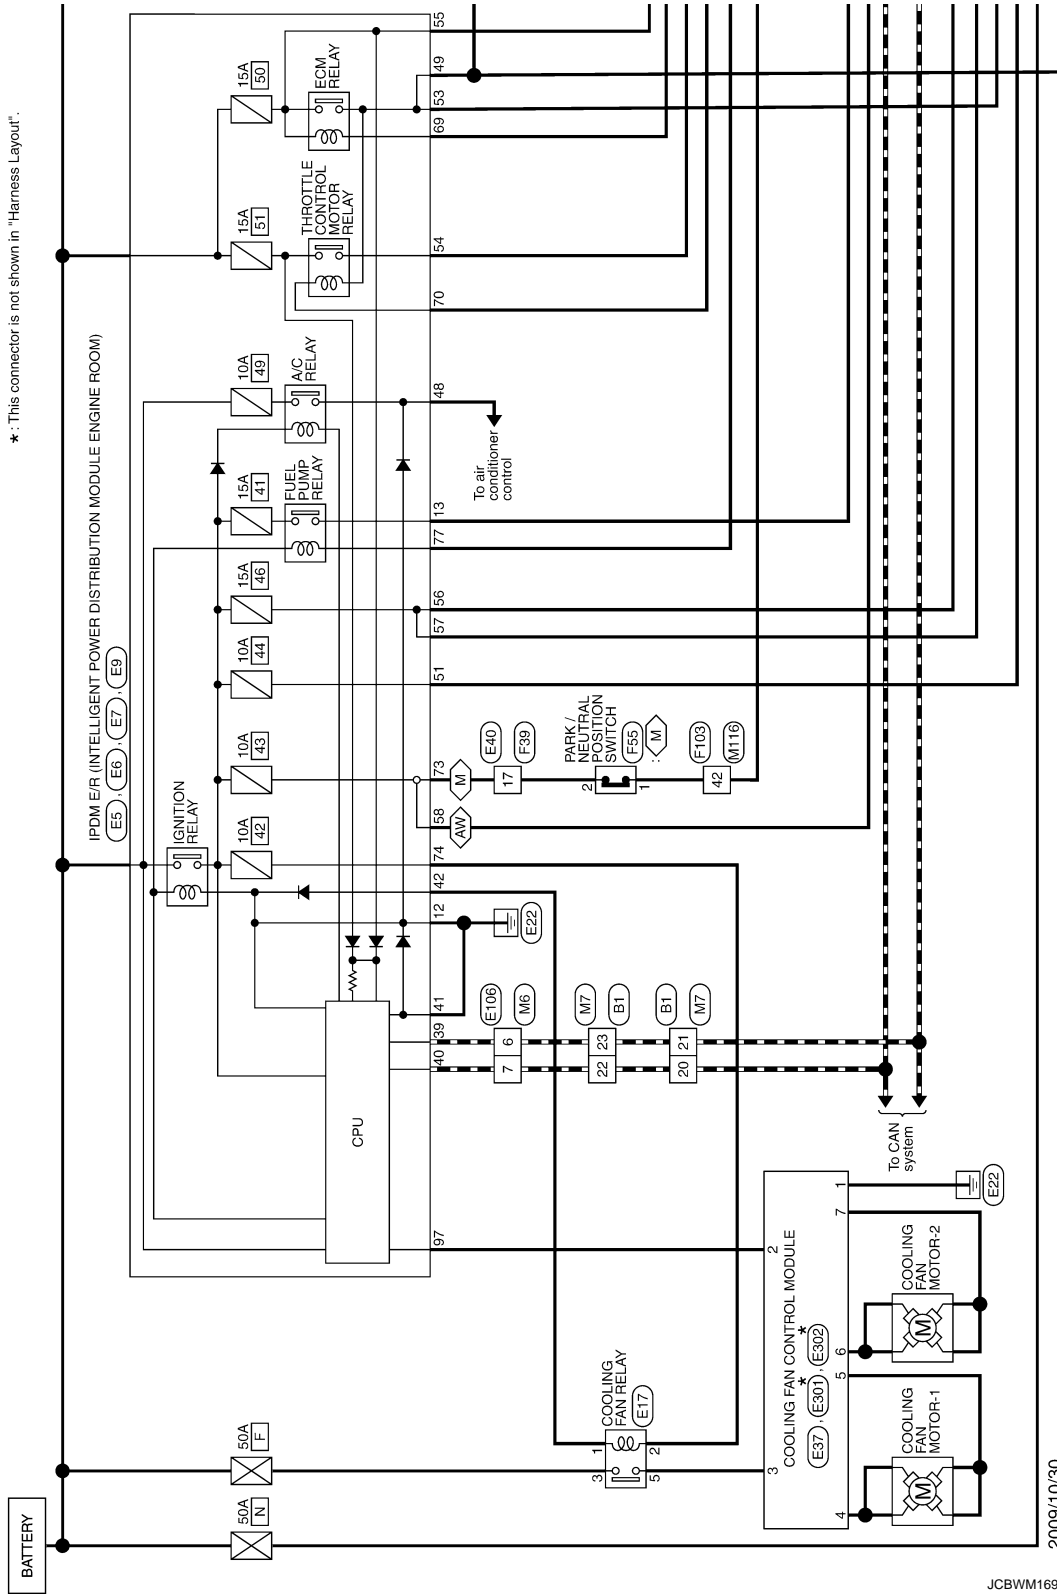 * : This connector is not shown in "Harness Layout".
BATTERY
50A
N
50A
F
IPDM E/R (INTELLIGENT POWER DISTRIBUTION MODULE ENGINE ROOM)
E5 , E6 , E7 , E9
IGNITION
RELAY
10A
42
10A
43
10A
44
15A
46
15A
41
10A
49
15A
51
15A
50
FUEL
PUMP
RELAY
A/C
RELAY
THROTTLE
CONTROL
MOTOR
RELAY
ECM
RELAY
CPU
97
40
39
41
12
42
74
58
73
51
57
56
77
13
48
70
54
69
53
49
55
COOLING
FAN RELAY
E17
3
1
5
2
E106
7
6
M6
M7
22
23
B1
B1
20
21
M7
E22
AW
M
E40
17
F39
PARK /
NEUTRAL
POSITION
SWITCH
F55
: M
2
1
F103
42
M116
To air
conditioner
control
3
2
COOLING FAN CONTROL MODULE
E37 , E301 * , E302 *
4
5
6
7
1
COOLING
FAN
MOTOR-1
M
COOLING
FAN
MOTOR-2
M
E22
To CAN
system
2009/10/30
JCBWM169